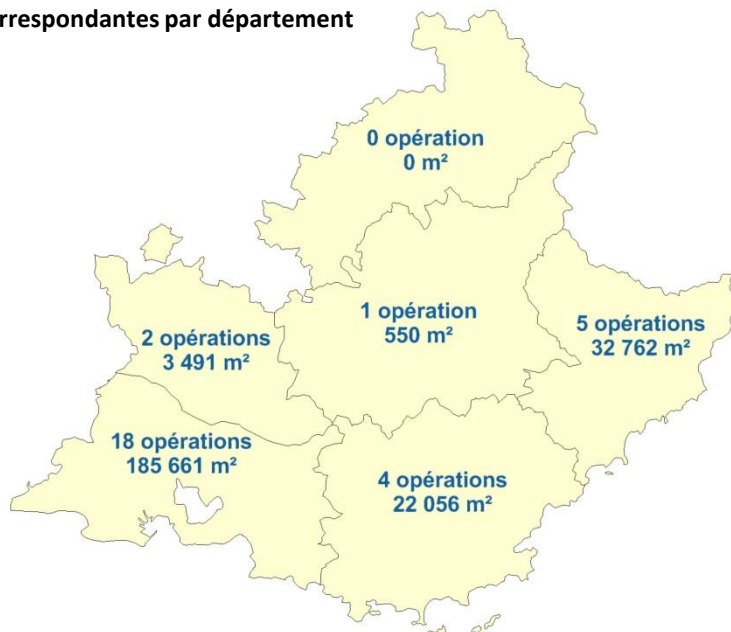 rrespondantes par département
0 opération
0 m²
1 opération
550 m²
5 opérations
32 762 m²
2 opérations
3 491 m²
18 opérations
185 661 m²
4 opérations
22 056 m²